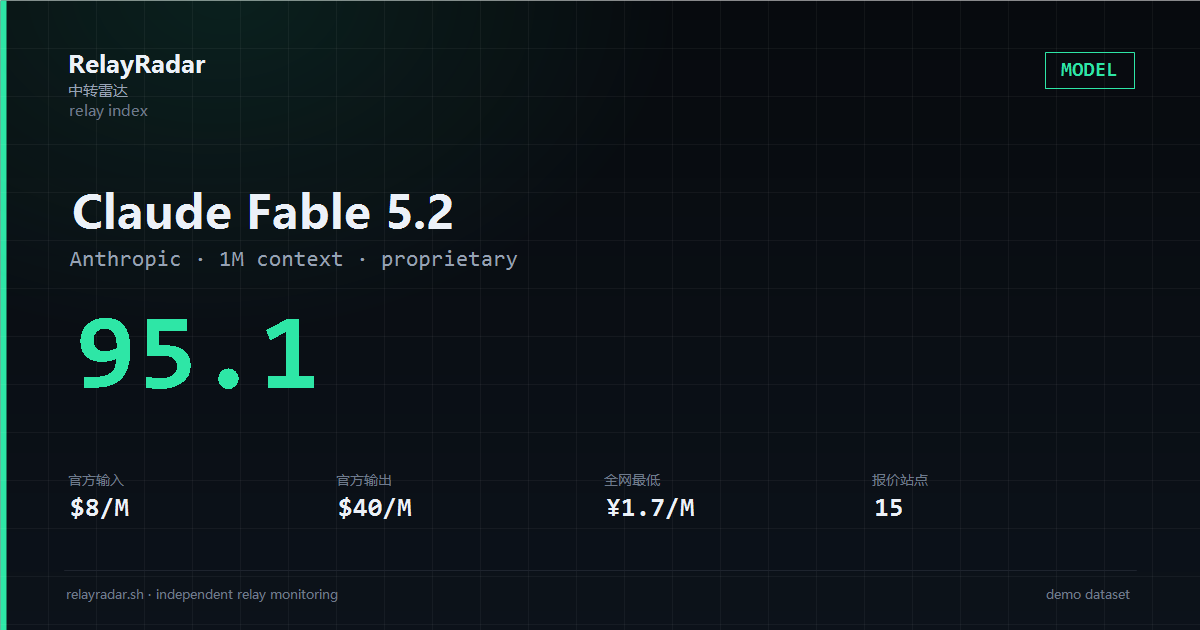 RelayRadar
中转雷达
relay index
MODEL
Claude Fable 5.2
Anthropic · 1M context · proprietary
95.1
官方输入
$8/M
官方输出
$40/M
全网最低
¥1.7/M
报价站点
15
relayradar.sh · independent relay monitoring
demo dataset